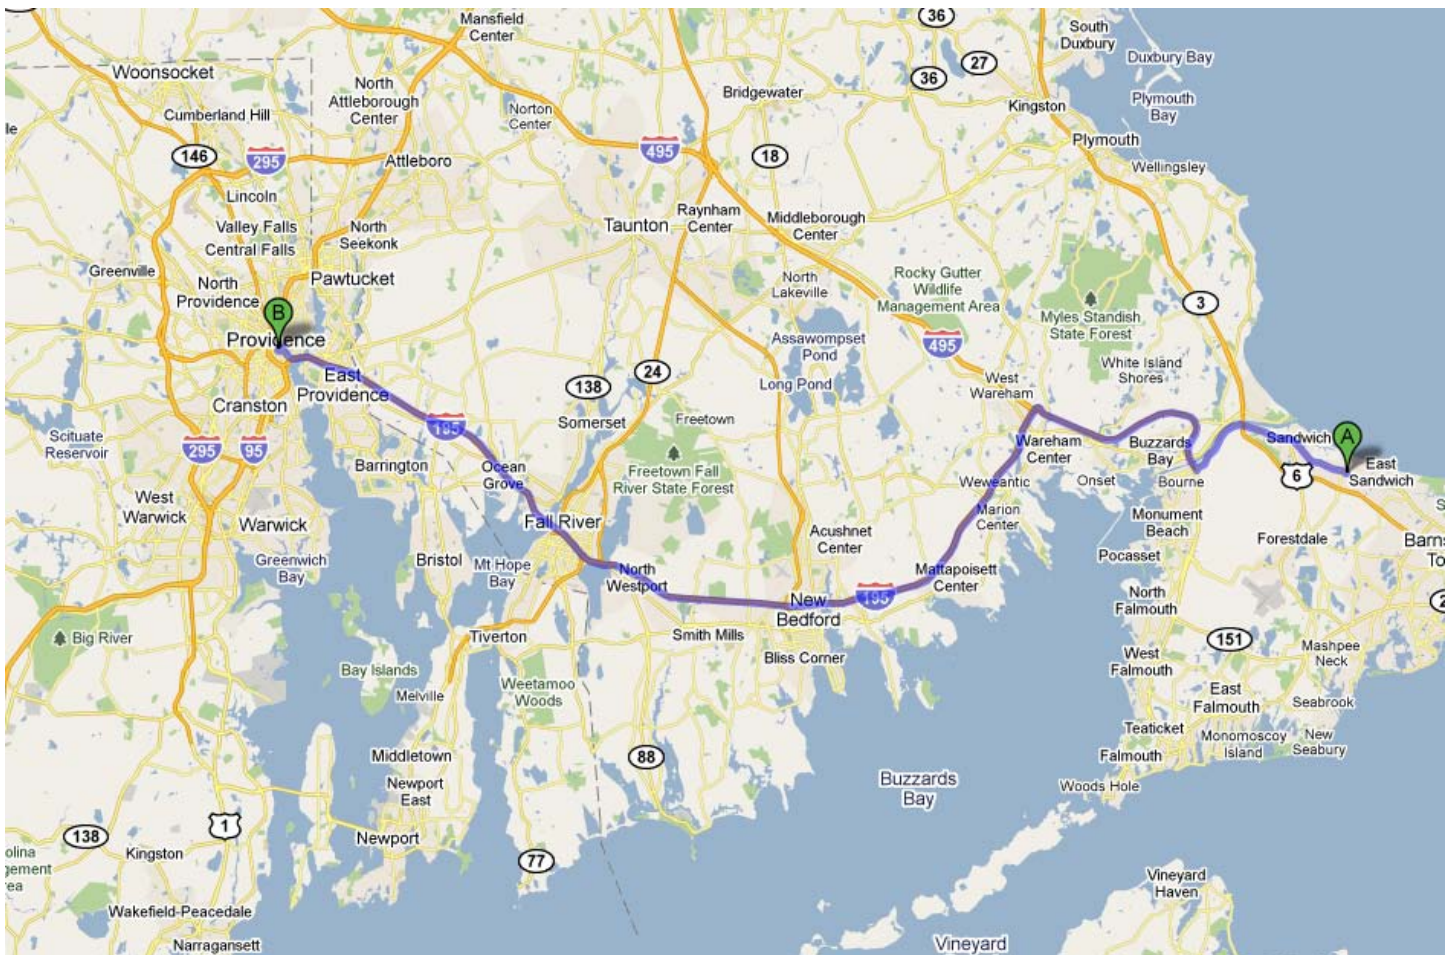 Mansfield
Center
36
South
Duxbury
Duxbury Bay
Woonsocket
27
36
North
Attleborough
Center
Bridgewater
Plymouth
Bay
Kingston
Cumberland Hill
Norton
Center
le
146
295
Attleboro
495
18
Plymouth
Wellingsley
Lincoln
Valley Falls
Central Falls
North
Seekonk
Taunton
Raynham
Center
Middleborough
Center
Greenville
North
Providence
Pawtucket
North
Lakeville
Rocky Gutter
Wildlife
Management Area
3
Myles Standish
State Forest
B
Providence
Assawompset
Pond
495
White Island
Shores
East
Providence
138
24
Long Pond
West
Wareham
Cranston
195
Somerset
Freetown
Scituate
Reservoir
295
95
Barrington
Ocean
Grove
Freetown Fall
River State Forest
Wareham
Center
Buzzards
Bay
Sandwich
A
East
Sandwich
6
Weweantic
Onset
Bourne
West
Warwick
Warwick
Fall River
Marion
Center
Monument
Beach
S
Acushnet
Center
Forestdale
Barns
To
Greenwich
Bay
Bristol
Mt Hope
Bay
North
Westport
Mattapoisett
Center
Pocasset
New
Bedford
195
North
Falmouth
2
Big River
Tiverton
Smith Mills
151
Mashpee
Neck
Bay Islands
Bliss Corner
West
Falmouth
Melville
Weetamoo
Woods
East
Falmouth
Seabrook
Teaticket
Monomoscoy
Island
New
Seabury
Middletown
88
Falmouth
Newport
East
Buzzards
Bay
Woods Hole
1
138
Newport
olina
gement
rea
Kingston
77
Vineyard
Haven
Wakefield-Peacedale
Narragansett
Vineyard